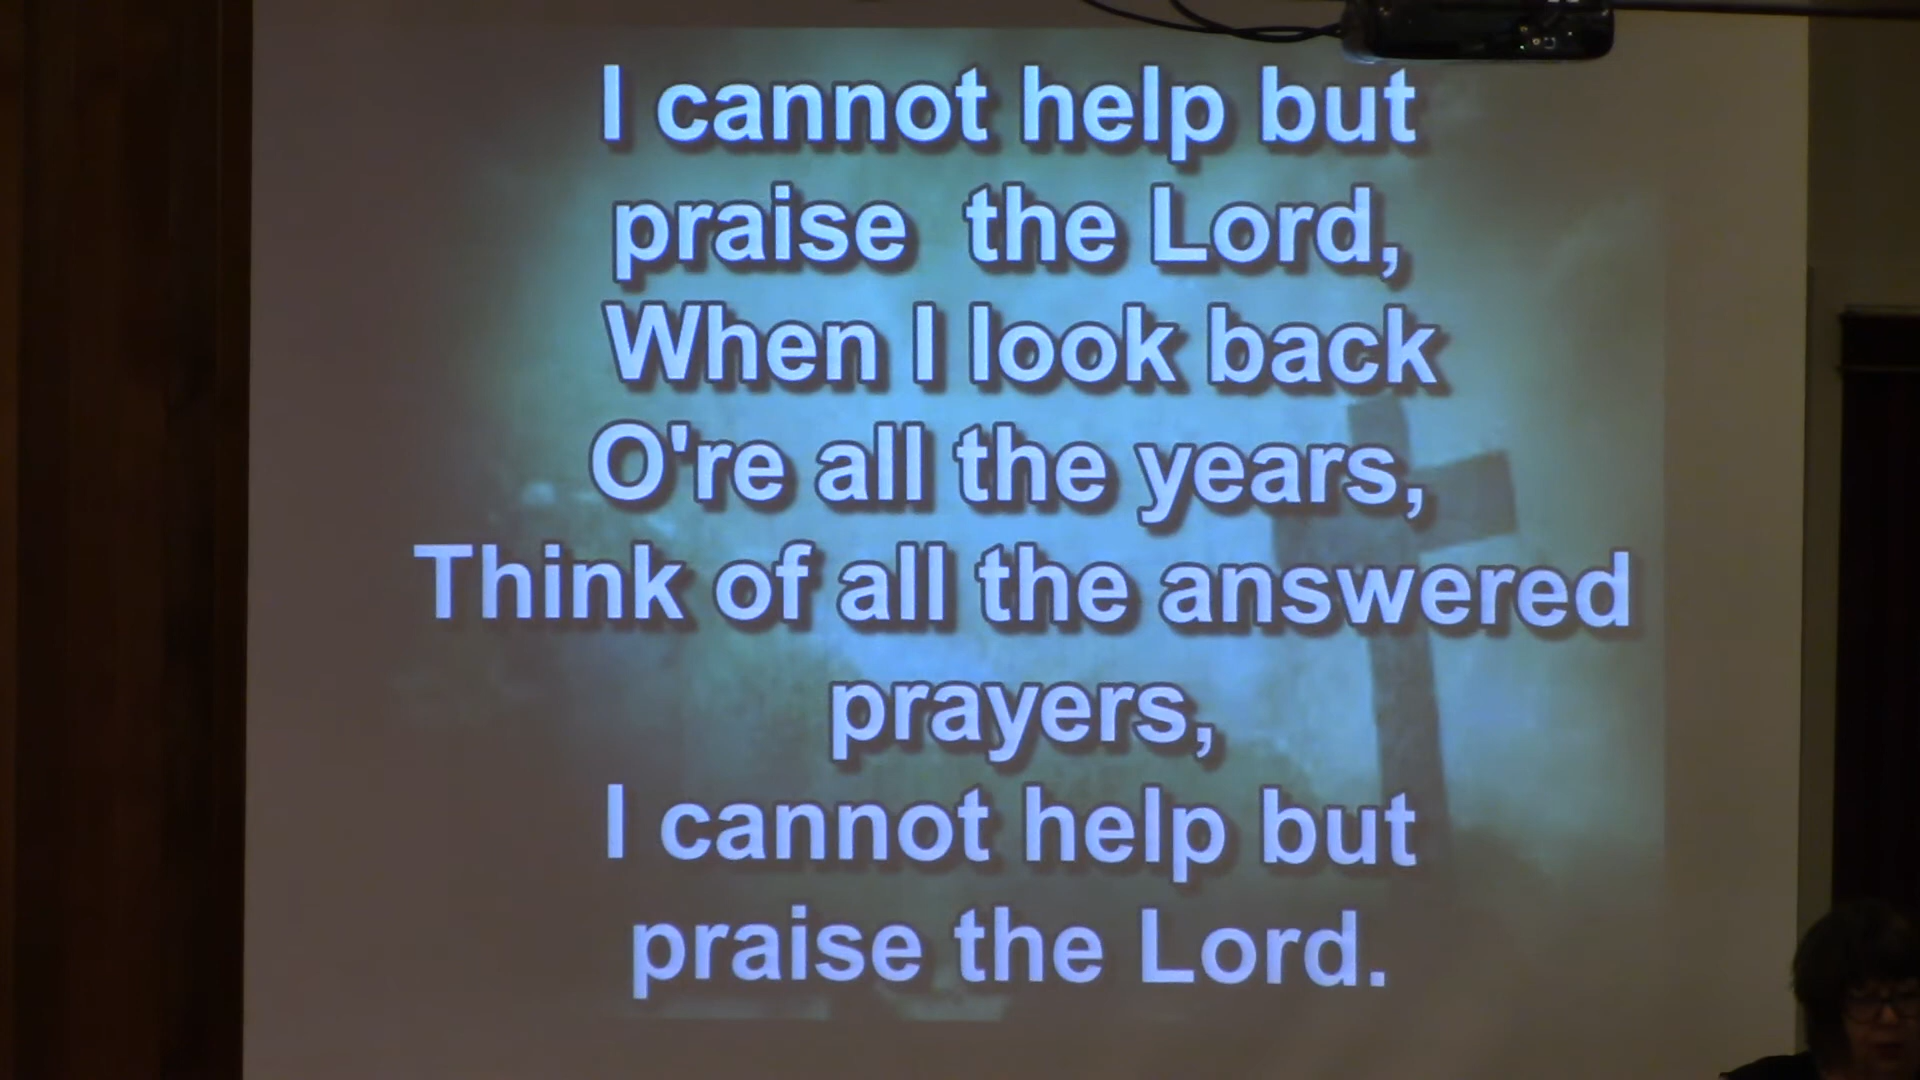 I cannot help but
praise the Lord,
When I look back
O're all the years,
Think of all the answered
prayers,
I cannot help but
praise the Lord.